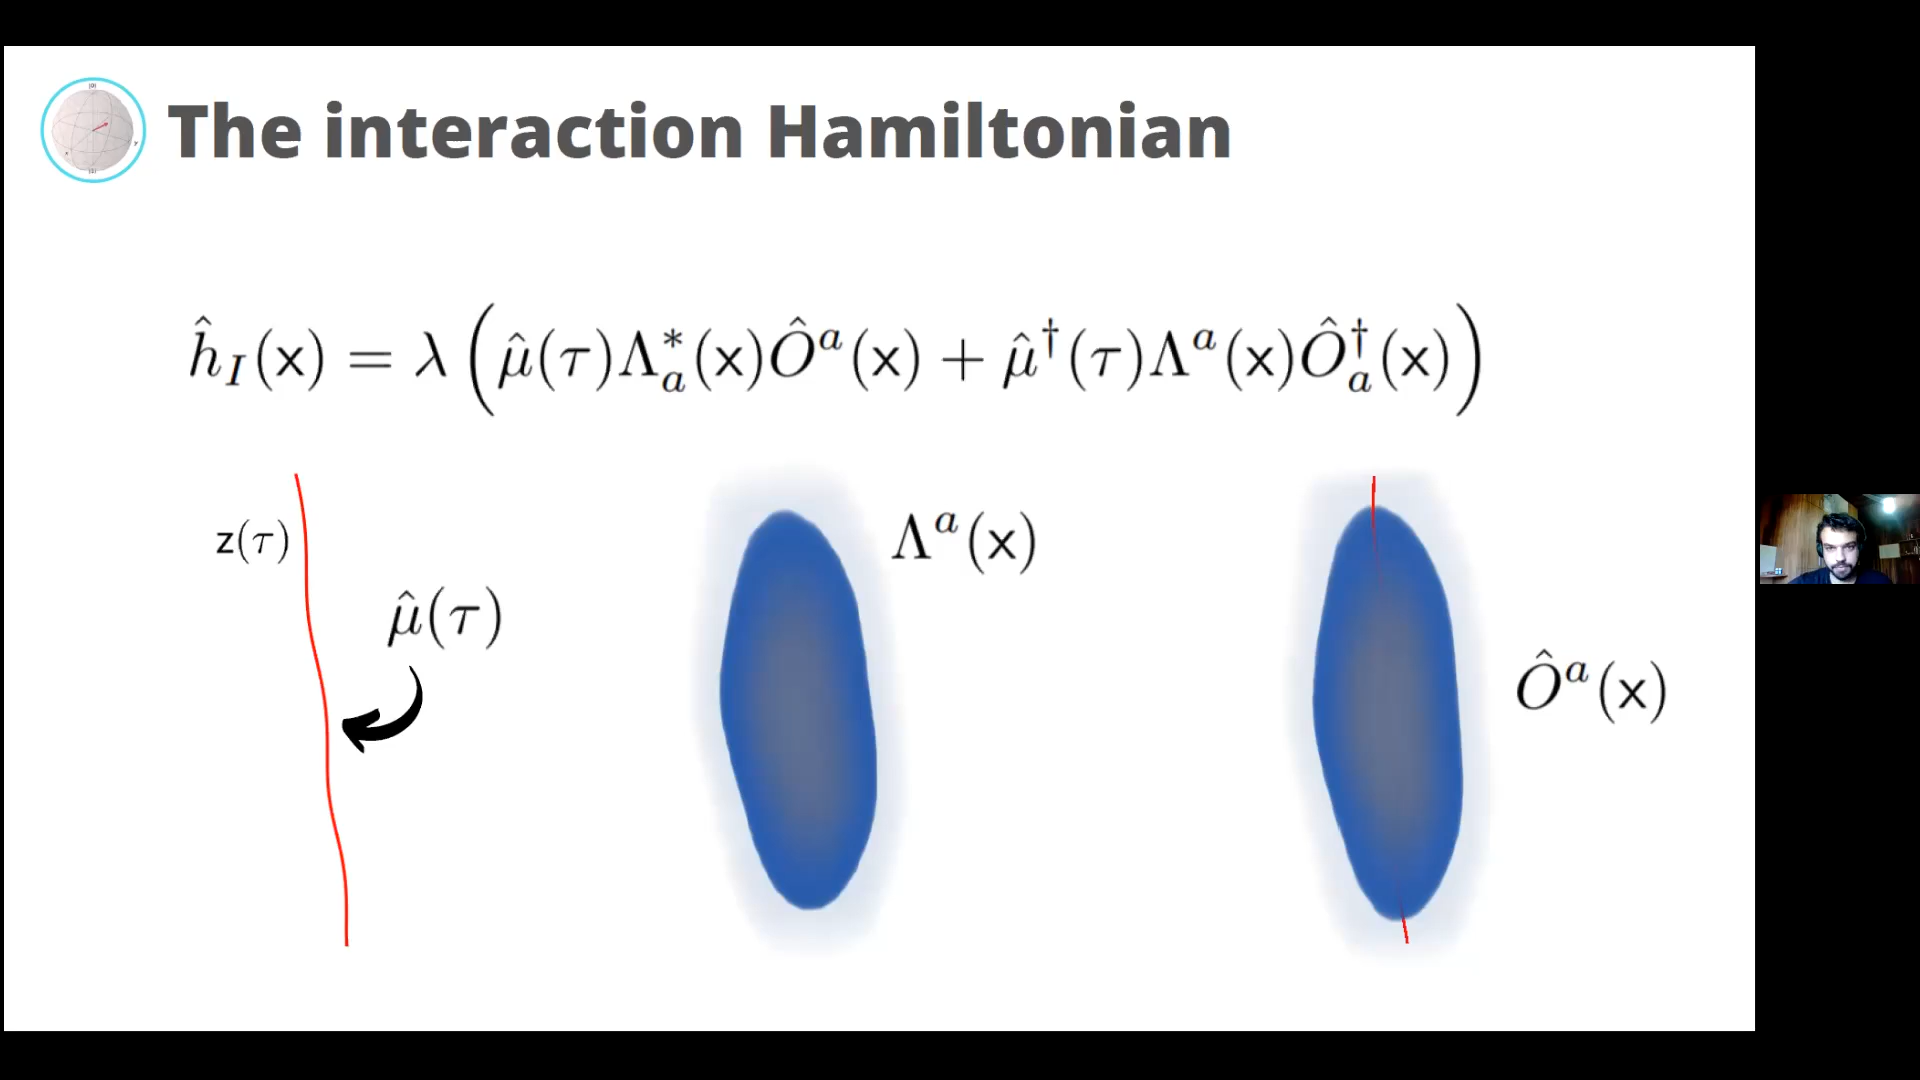 The interaction Hamiltonian
ĥ_I(x) = λ ( μ̂(τ)Λ*_a(x)Ô^a(x) + μ̂†(τ)Λ^a(x)Ô†_a(x) )
z(τ)
μ̂(τ)
Λ^a(x)
Ô^a(x)